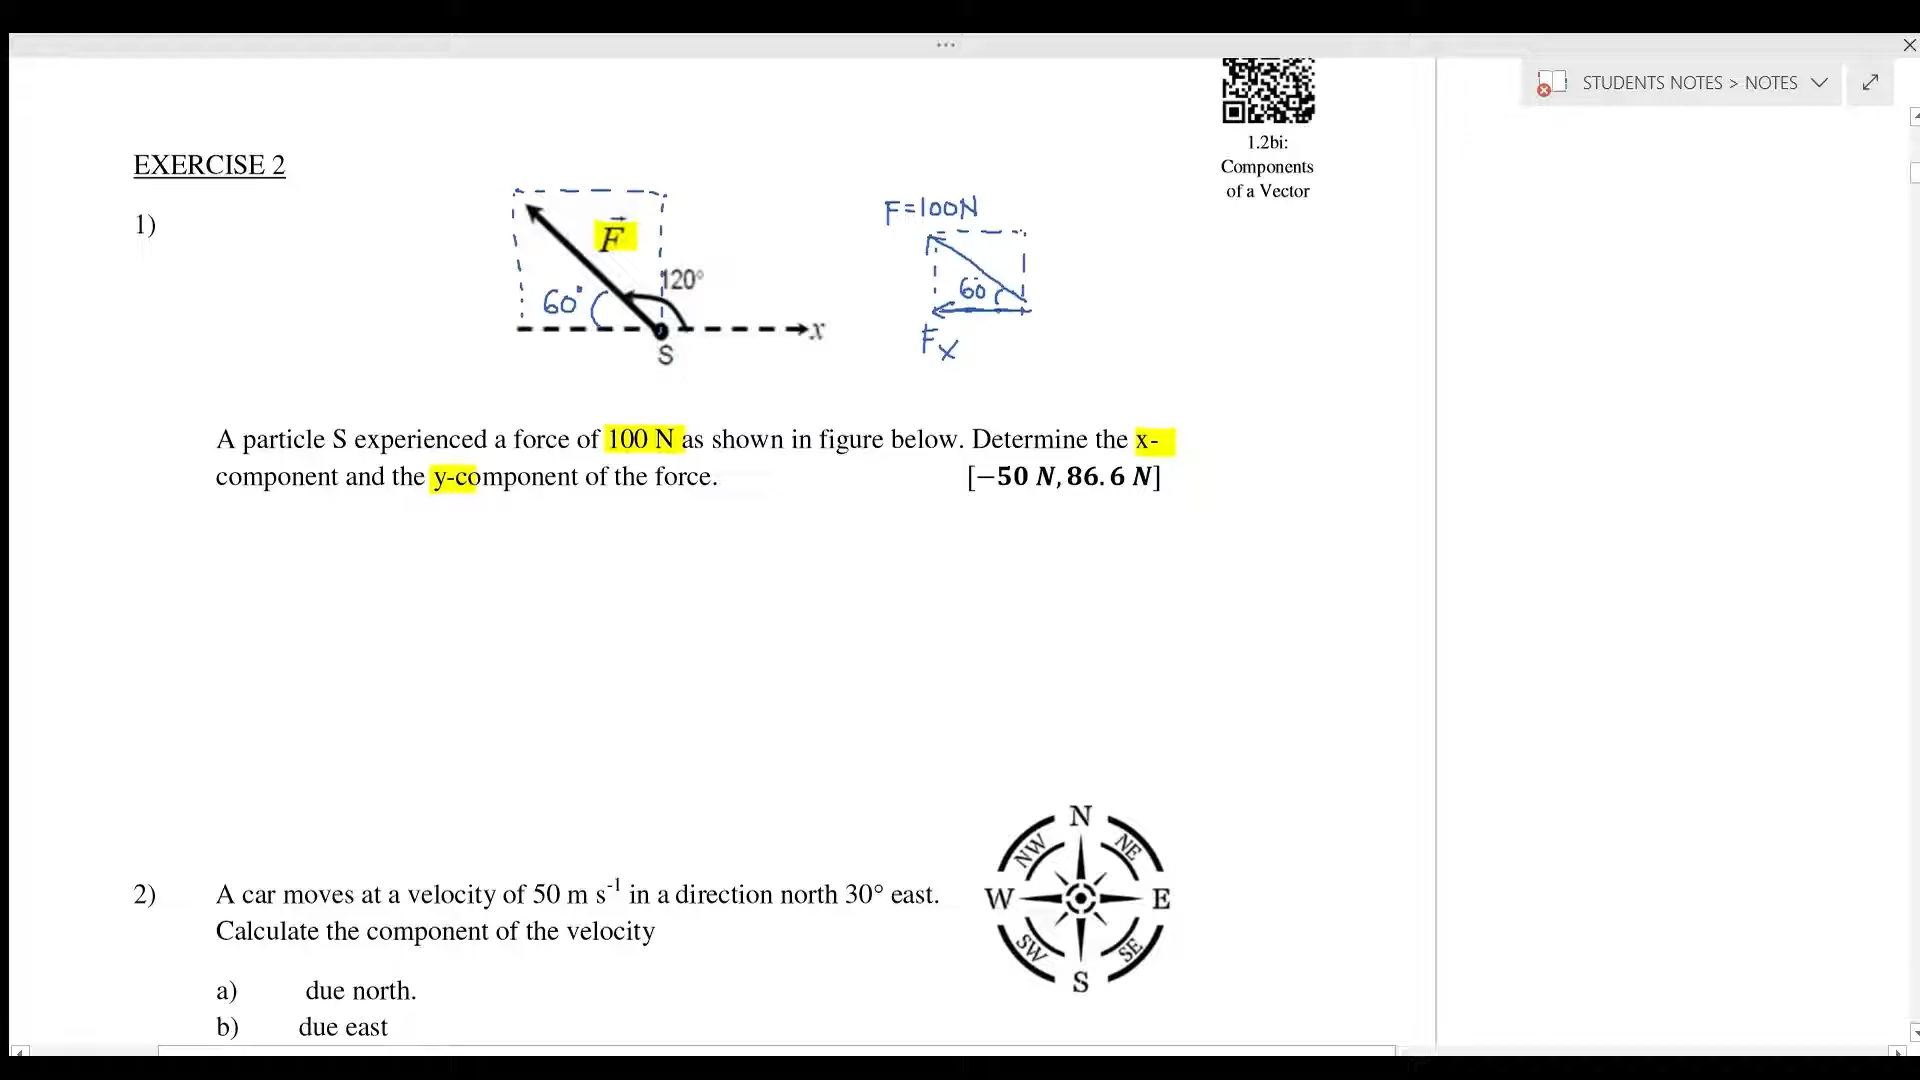 ...
STUDENTS NOTES > NOTES
1.2bi:
Components
of a Vector
EXERCISE 2
1)
F
120°
60°
x
S
F=100N
60°
Fx
A particle S experienced a force of 100 N as shown in figure below. Determine the x-
component and the y-component of the force. [−50 N, 86.6 N]
N
NW NE
W E
SW SE
S
2) A car moves at a velocity of 50 m s⁻¹ in a direction north 30° east.
Calculate the component of the velocity
a) due north.
b) due east